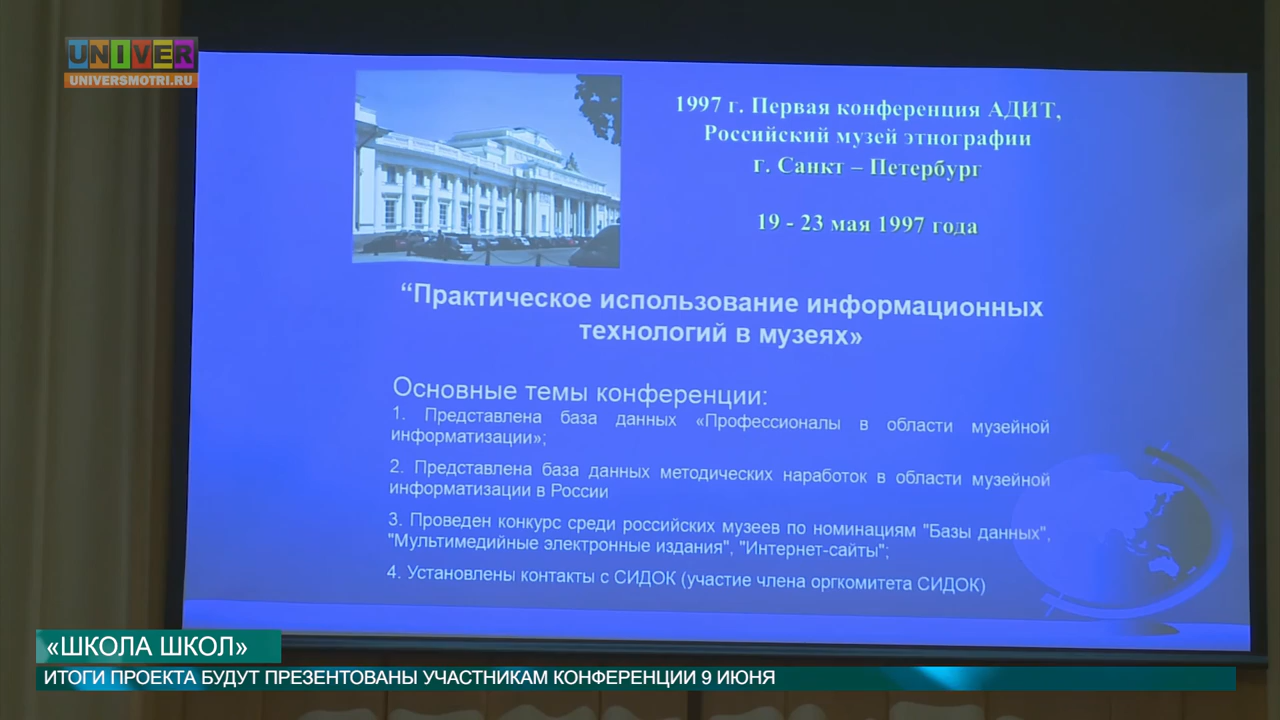 UNIVER
UNIVERSMOTRI.RU
1997 г. Первая конференция АДИТ,
Российский музей этнографии
г. Санкт – Петербург
19 - 23 мая 1997 года
“Практическое использование информационных
технологий в музеях»
Основные темы конференции:
1. Представлена база данных «Профессионалы в области музейной
информатизации»;
2. Представлена база данных методических наработок в области музейной
информатизации в России
3. Проведен конкурс среди российских музеев по номинациям "Базы данных",
"Мультимедийные электронные издания", "Интернет-сайты";
4. Установлены контакты с СИДОК (участие члена оргкомитета СИДОК)
«ШКОЛА ШКОЛ»
ИТОГИ ПРОЕКТА БУДУТ ПРЕЗЕНТОВАНЫ УЧАСТНИКАМ КОНФЕРЕНЦИИ 9 ИЮНЯ